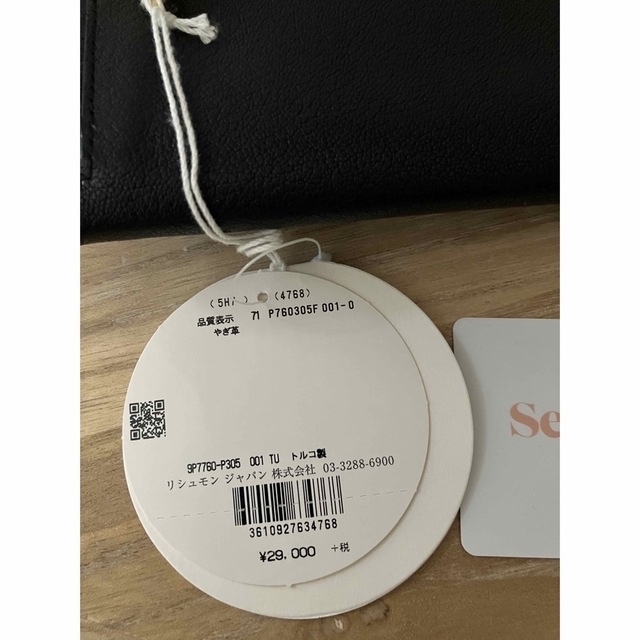 (5H ) (4768)
品質表示 71 P760305F 001-0
やぎ革
9P7760-P305 001 TU トルコ製
リシュモン ジャパン 株式会社 03-3288-6900
3610927634768
¥29.000 +税
Se